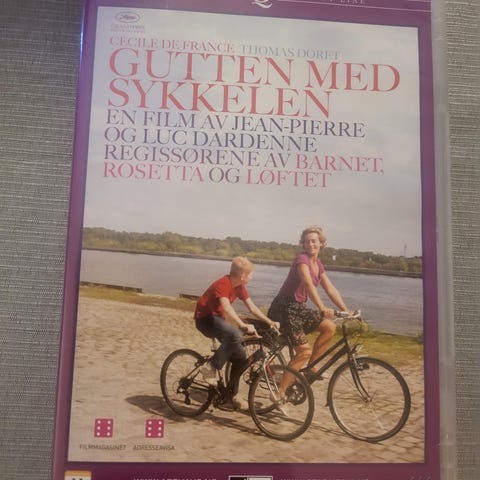 CECILE DE FRANCE THOMAS DORET
GUTTEN MED
SYKKELEN
EN FILM AV JEAN-PIERRE
OG LUC DARDENNE
REGISSØRENE AV BARNET,
ROSETTA OG LØFTET
FILMMAGASINET ADRESSEAVISA